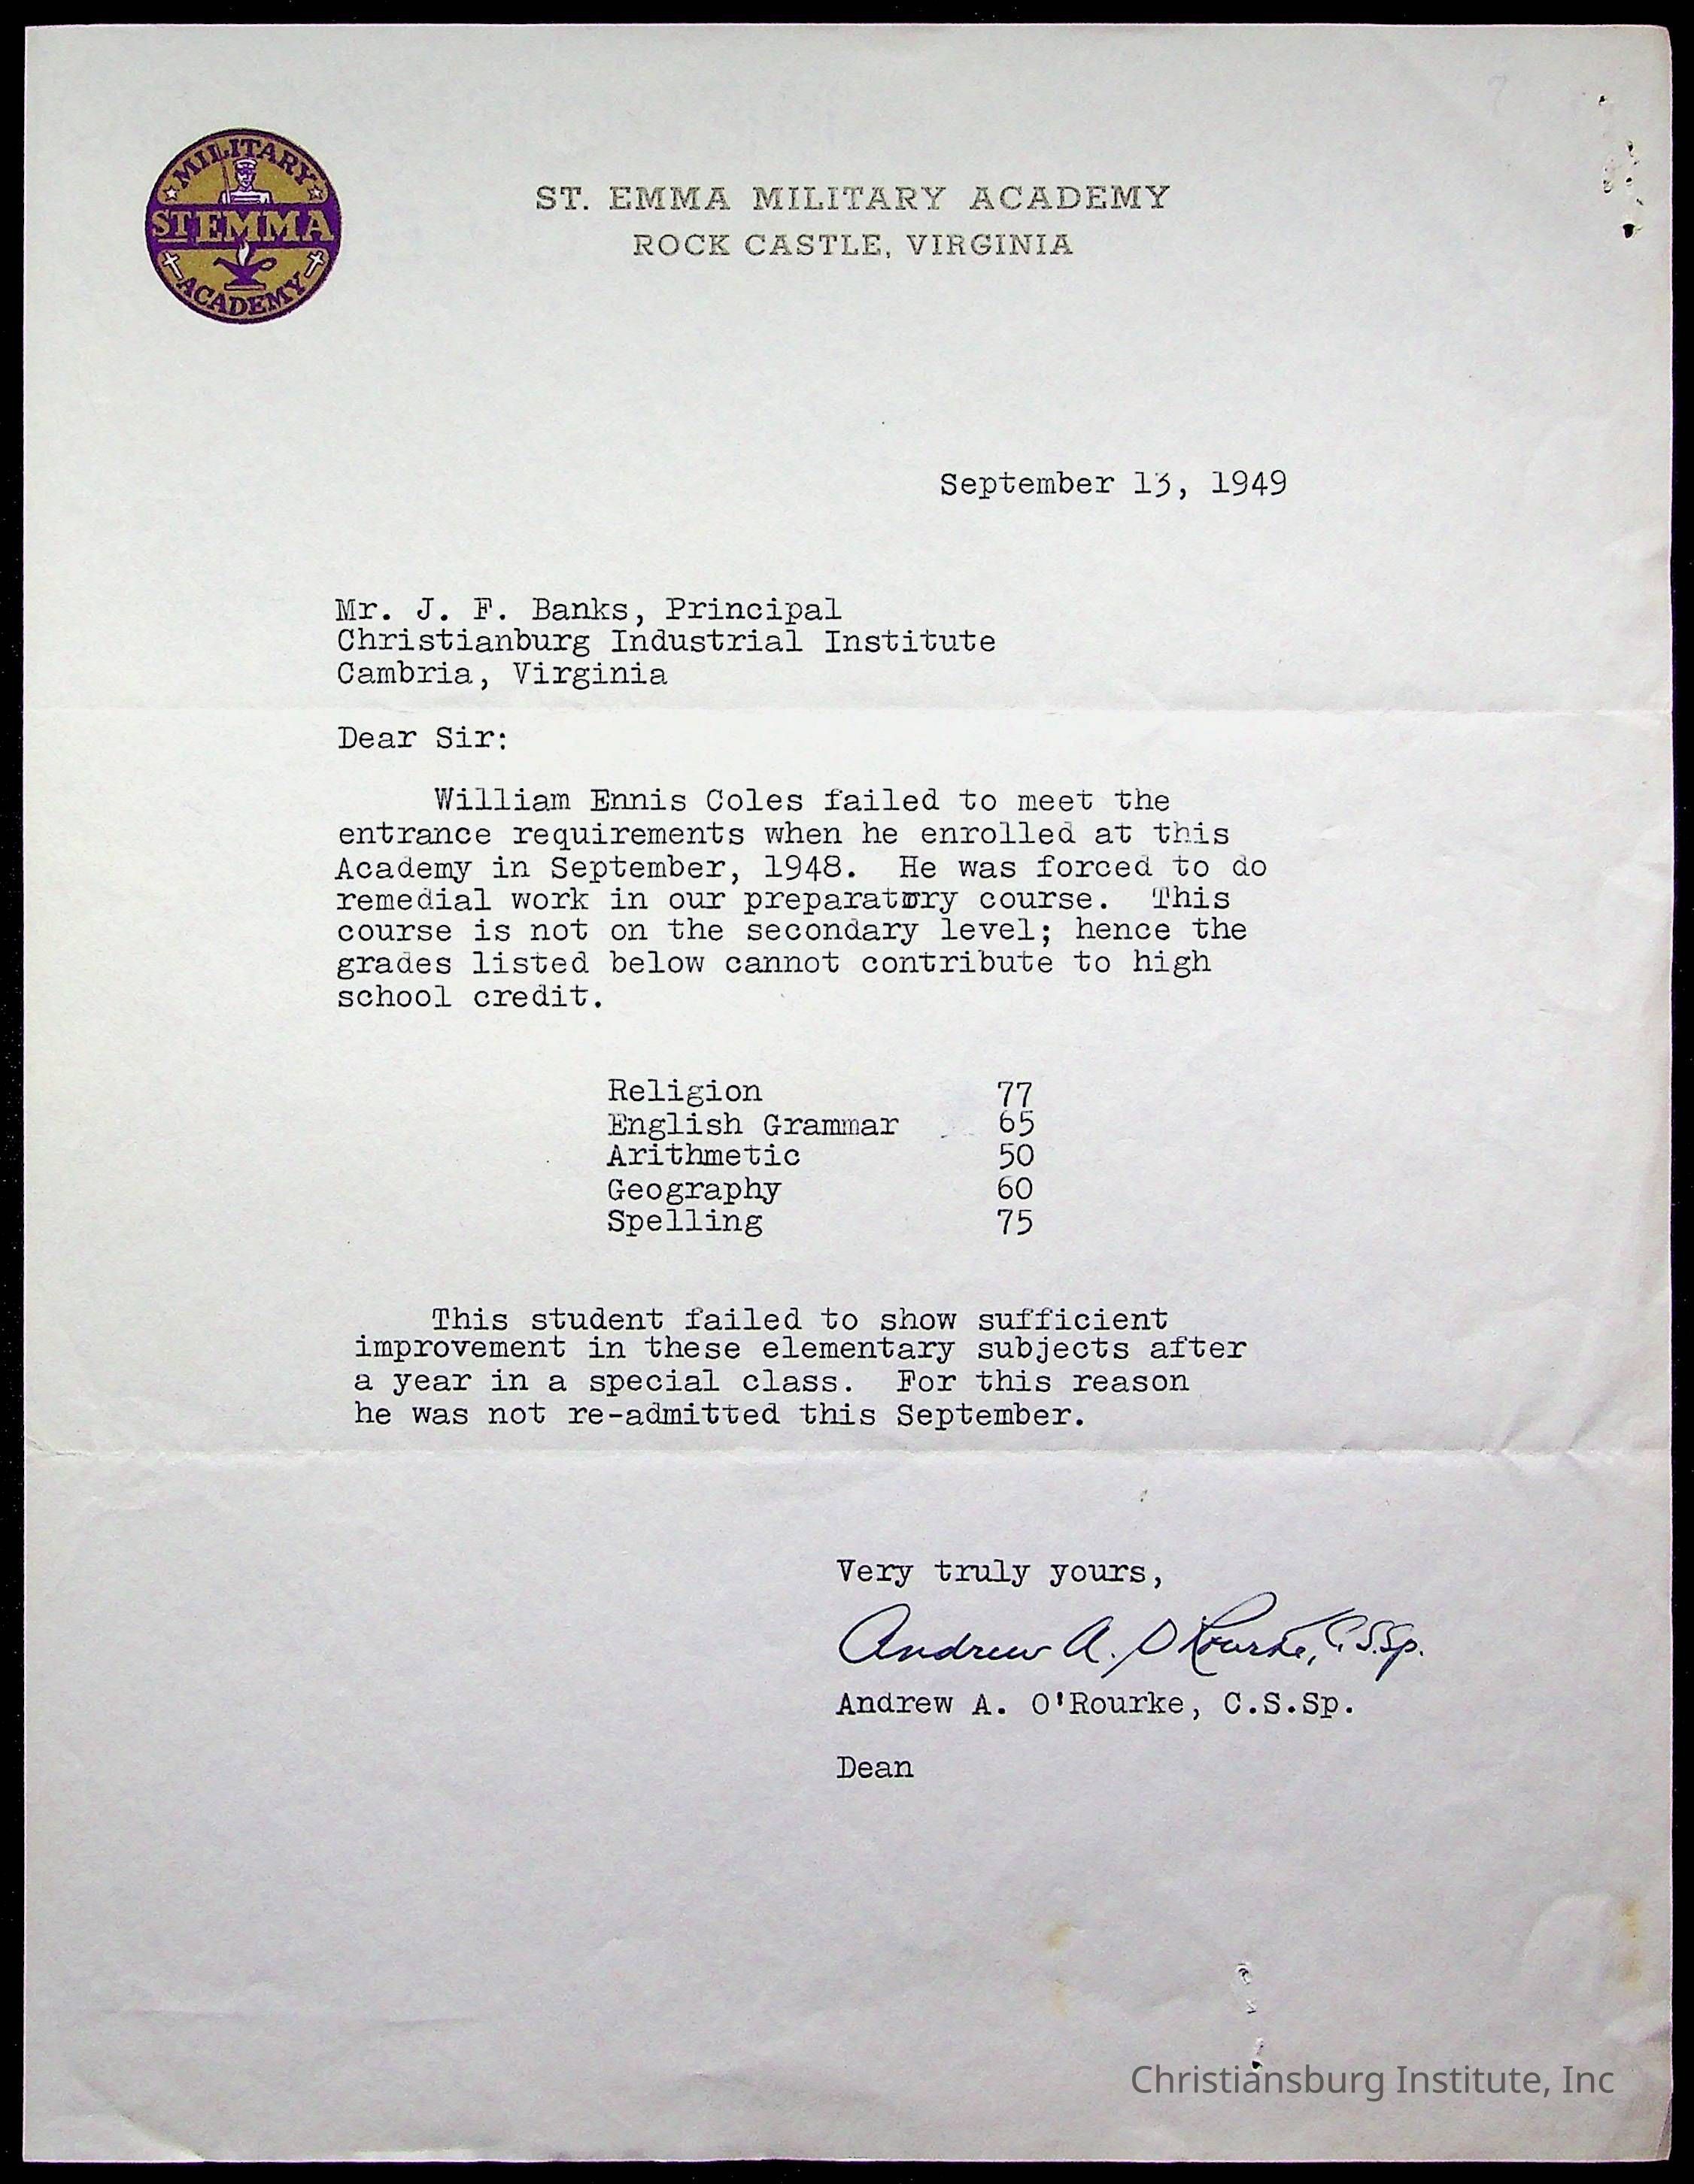 MILITARY
ST EMMA
ACADEMY
ST. EMMA MILITARY ACADEMY
ROCK CASTLE, VIRGINIA
September 13, 1949
Mr. J. F. Banks, Principal
Christianburg Industrial Institute
Cambria, Virginia
Dear Sir:
William Ennis Coles failed to meet the
entrance requirements when he enrolled at this
Academy in September, 1948. He was forced to do
remedial work in our preparatory course. This
course is not on the secondary level; hence the
grades listed below cannot contribute to high
school credit.
Religion 77
English Grammar 65
Arithmetic 50
Geography 60
Spelling 75
This student failed to show sufficient
improvement in these elementary subjects after
a year in a special class. For this reason
he was not re-admitted this September.
Very truly yours,
Andrew A. O'Rourke, C.S.Sp.
Andrew A. O'Rourke, C.S.Sp.
Dean
Christiansburg Institute, Inc